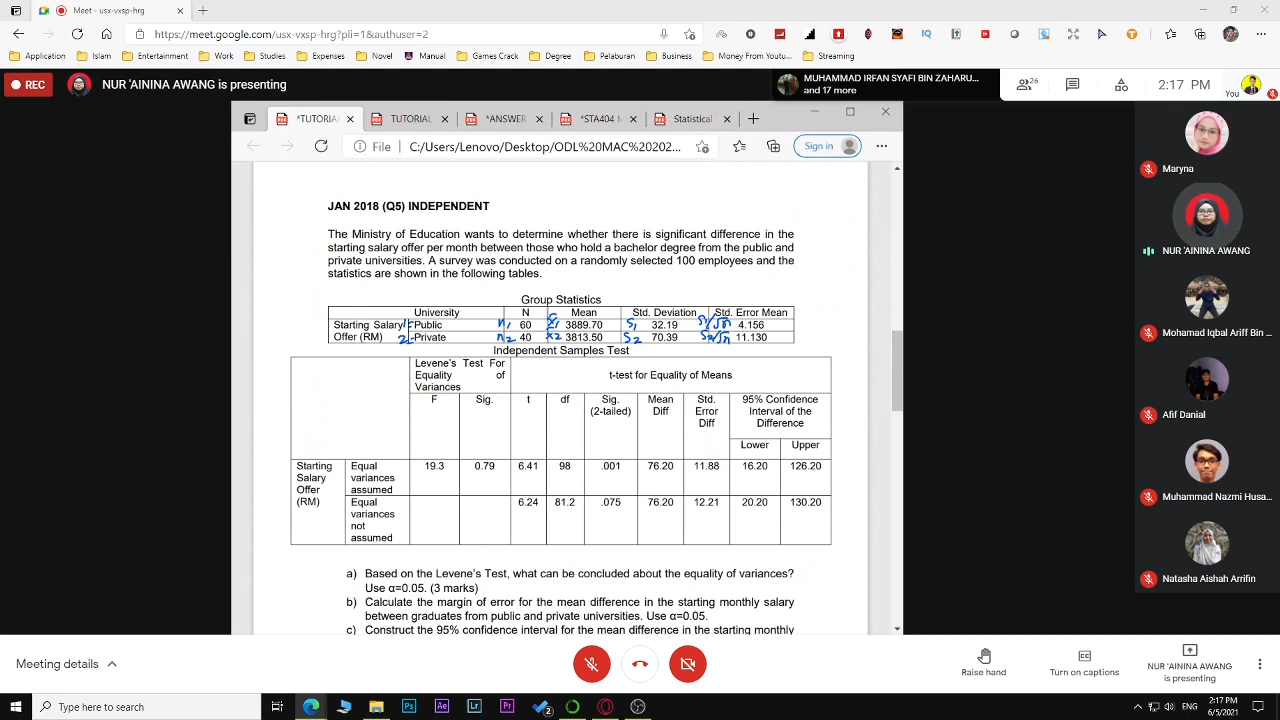 Meet - usx-vxsp-hrg
https://meet.google.com/usx-vxsp-hrg?pli=1&authuser=2
Application
Islam
Entertainment
Work
Studies
Expenses
Manual
Games Crack
Degree
Pelaburan
Business
Making Money From Youtu...
Streaming
REC
NUR 'AININA AWANG is presenting
MUHAMMAD IRFAN SYAFI BIN ZAHARU...
and 17 more
26
2:17 PM
You
*TUTORIA
TUTORIAL
*ANSWER
*STA404 M
Statistical
File
C:/Users/Lenovo/Desktop/ODL%20MAC%20202...
Sign in
JAN 2018 (Q5) INDEPENDENT
The Ministry of Education wants to determine whether there is significant difference in the
starting salary offer per month between those who hold a bachelor degree from the public and
private universities. A survey was conducted on a randomly selected 100 employees and the
statistics are shown in the following tables.
Group Statistics
University N Mean Std. Deviation Std. Error Mean
Starting Salary 1- Public n1 60 x̄1 3889.70 S1 32.19 S1/√n 4.156
Offer (RM) 2- Private n2 40 x̄2 3813.50 S2 70.39 S2/√n 11.130
Independent Samples Test
Levene's Test For Equality of Variances
t-test for Equality of Means
F Sig. t df Sig. (2-tailed) Mean Diff Std. Error Diff 95% Confidence Interval of the Difference
Lower Upper
Starting Salary Offer (RM) Equal variances assumed 19.3 0.79 6.41 98 .001 76.20 11.88 16.20 126.20
Equal variances not assumed 6.24 81.2 .075 76.20 12.21 20.20 130.20
a) Based on the Levene's Test, what can be concluded about the equality of variances?
Use α=0.05. (3 marks)
b) Calculate the margin of error for the mean difference in the starting monthly salary
between graduates from public and private universities. Use α=0.05.
c) Construct the 95% confidence interval for the mean difference in the starting monthly
Maryna
NUR 'AININA AWANG
Mohamad Iqbal Ariff Bin ...
Afif Danial
Muhammad Nazmi Husa...
Natasha Aishah Arrifin
Meeting details
Raise hand
Turn on captions
NUR 'AININA AWANG
is presenting
Type here to search
2
ENG
2:17 PM
6/5/2021